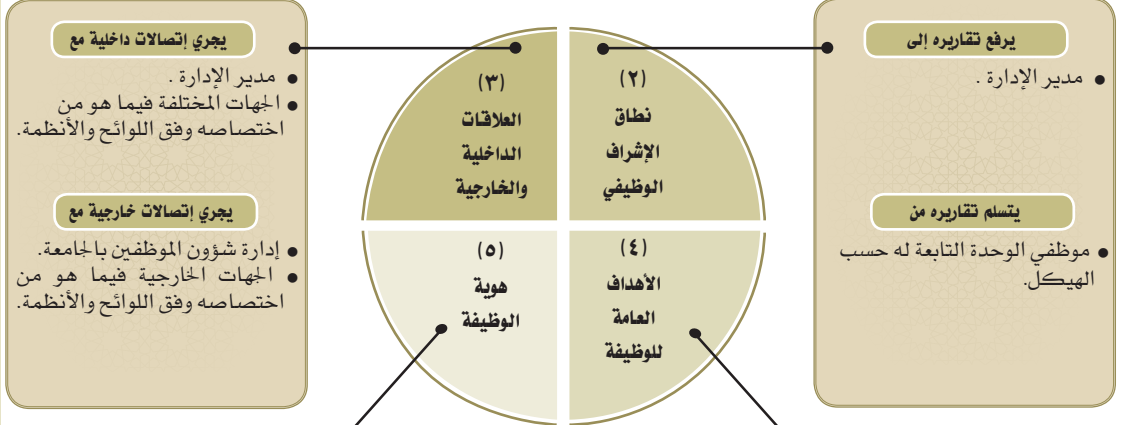 يرفع تقاريره إلى
● مدير الإدارة .
يتسلم تقاريره من
● موظفي الوحدة التابعة له حسب
الهيكل.
(٢)
نطاق
الإشراف
الوظيفي
(٣)
العلاقات
الداخلية
والخارجية
(٤)
الأهداف
العامة
للوظيفة
(٥)
هوية
الوظيفة
يجري إتصالات داخلية مع
● مدير الإدارة .
● الجهات المختلفة فيما هو من
اختصاصه وفق اللوائح والأنظمة.
يجري إتصالات خارجية مع
● إدارة شؤون الموظفين بالجامعة.
● الجهات الخارجية فيما هو من
اختصاصه وفق اللوائح والأنظمة.